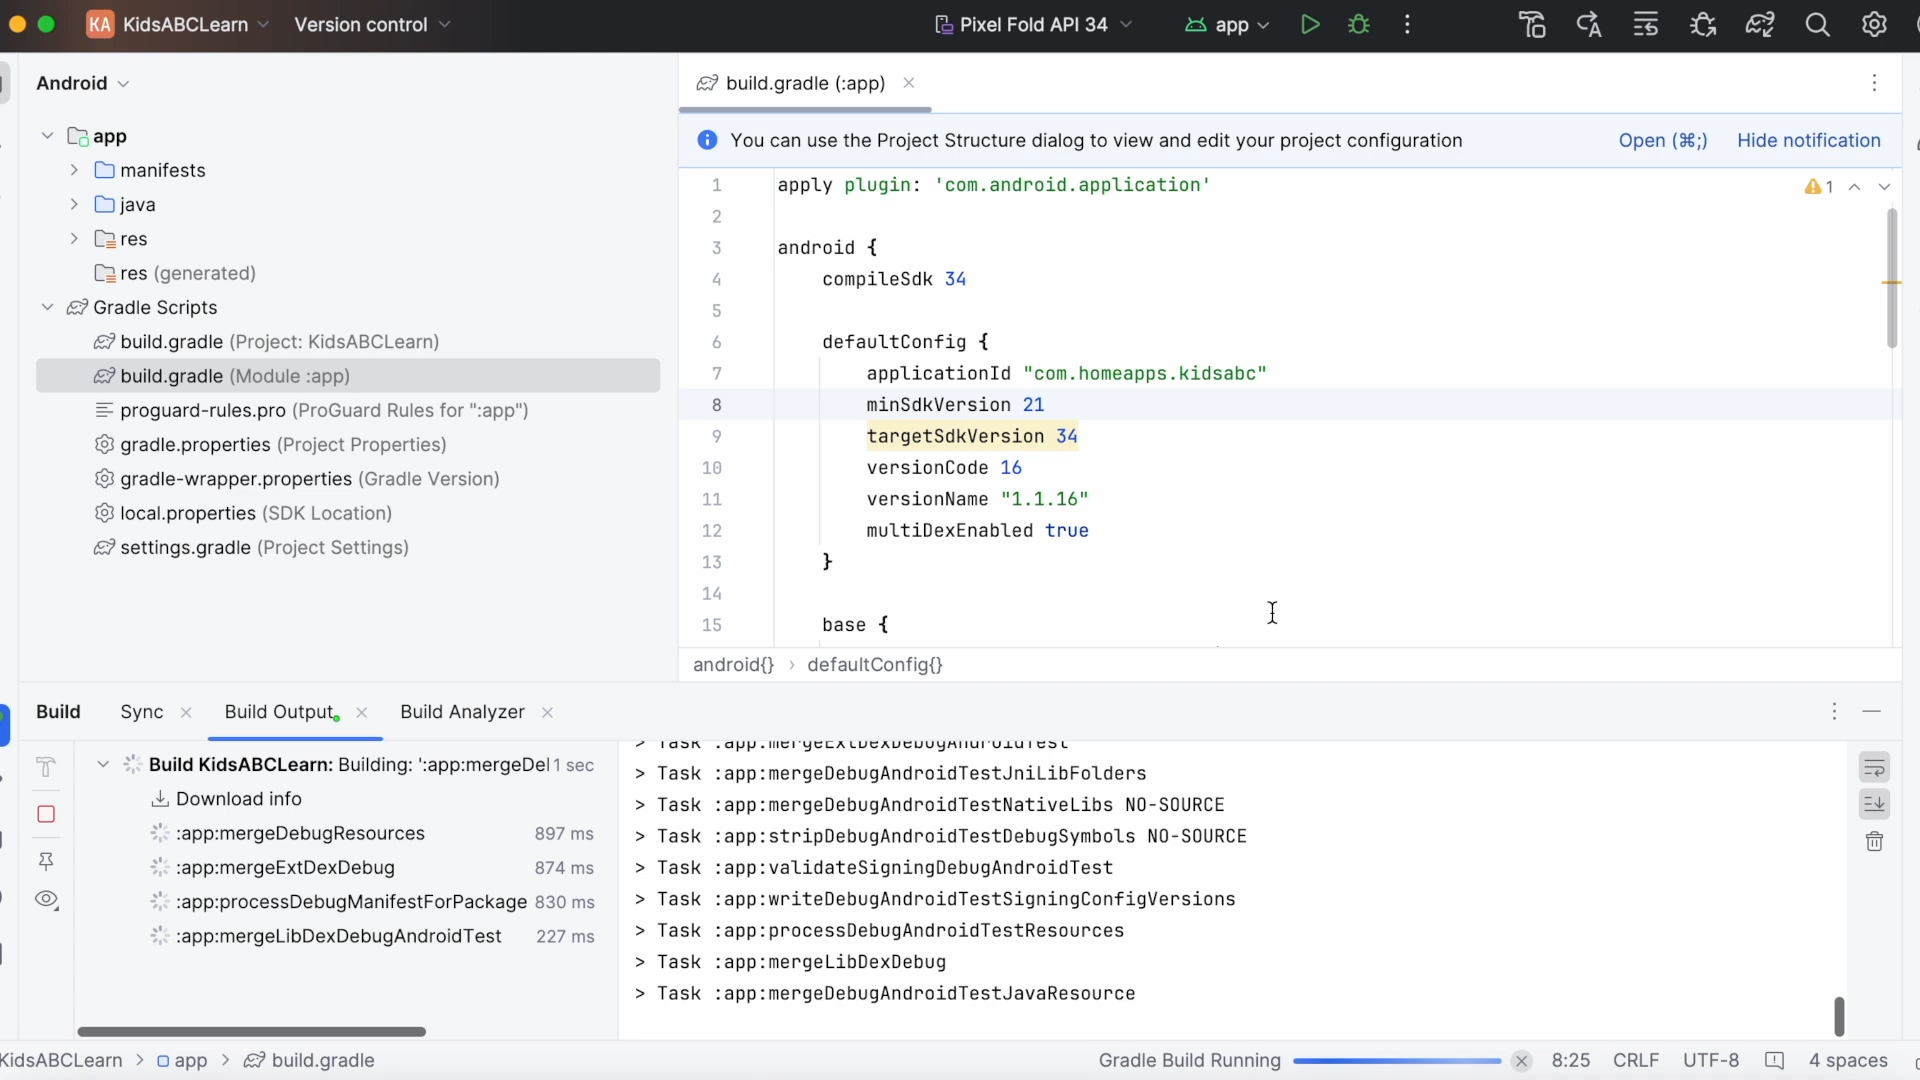 KA KidsABCLearn Version control Pixel Fold API 34 app
Android
build.gradle (:app)
You can use the Project Structure dialog to view and edit your project configuration Open (⌘;) Hide notification
app
manifests
java
res
res (generated)
Gradle Scripts
build.gradle (Project: KidsABCLearn)
build.gradle (Module :app)
proguard-rules.pro (ProGuard Rules for ":app")
gradle.properties (Project Properties)
gradle-wrapper.properties (Gradle Version)
local.properties (SDK Location)
settings.gradle (Project Settings)
1 apply plugin: 'com.android.application'
1
2
3 android {
4 compileSdk 34
5
6 defaultConfig {
7 applicationId "com.homeapps.kidsabc"
8 minSdkVersion 21
9 targetSdkVersion 34
10 versionCode 16
11 versionName "1.1.16"
12 multiDexEnabled true
13 }
14
15 base {
android{} › defaultConfig{}
Build Sync Build Output Build Analyzer
Build KidsABCLearn: Building: ':app:mergeDel 1 sec
Download info
:app:mergeDebugResources 897 ms
:app:mergeExtDexDebug 874 ms
:app:processDebugManifestForPackage 830 ms
:app:mergeLibDexDebugAndroidTest 227 ms
> Task :app:mergeExtDexDebugAndroidTest
> Task :app:mergeDebugAndroidTestJniLibFolders
> Task :app:mergeDebugAndroidTestNativeLibs NO-SOURCE
> Task :app:stripDebugAndroidTestDebugSymbols NO-SOURCE
> Task :app:validateSigningDebugAndroidTest
> Task :app:writeDebugAndroidTestSigningConfigVersions
> Task :app:processDebugAndroidTestResources
> Task :app:mergeLibDexDebug
> Task :app:mergeDebugAndroidTestJavaResource
KidsABCLearn > app > build.gradle
Gradle Build Running 8:25 CRLF UTF-8 4 spaces